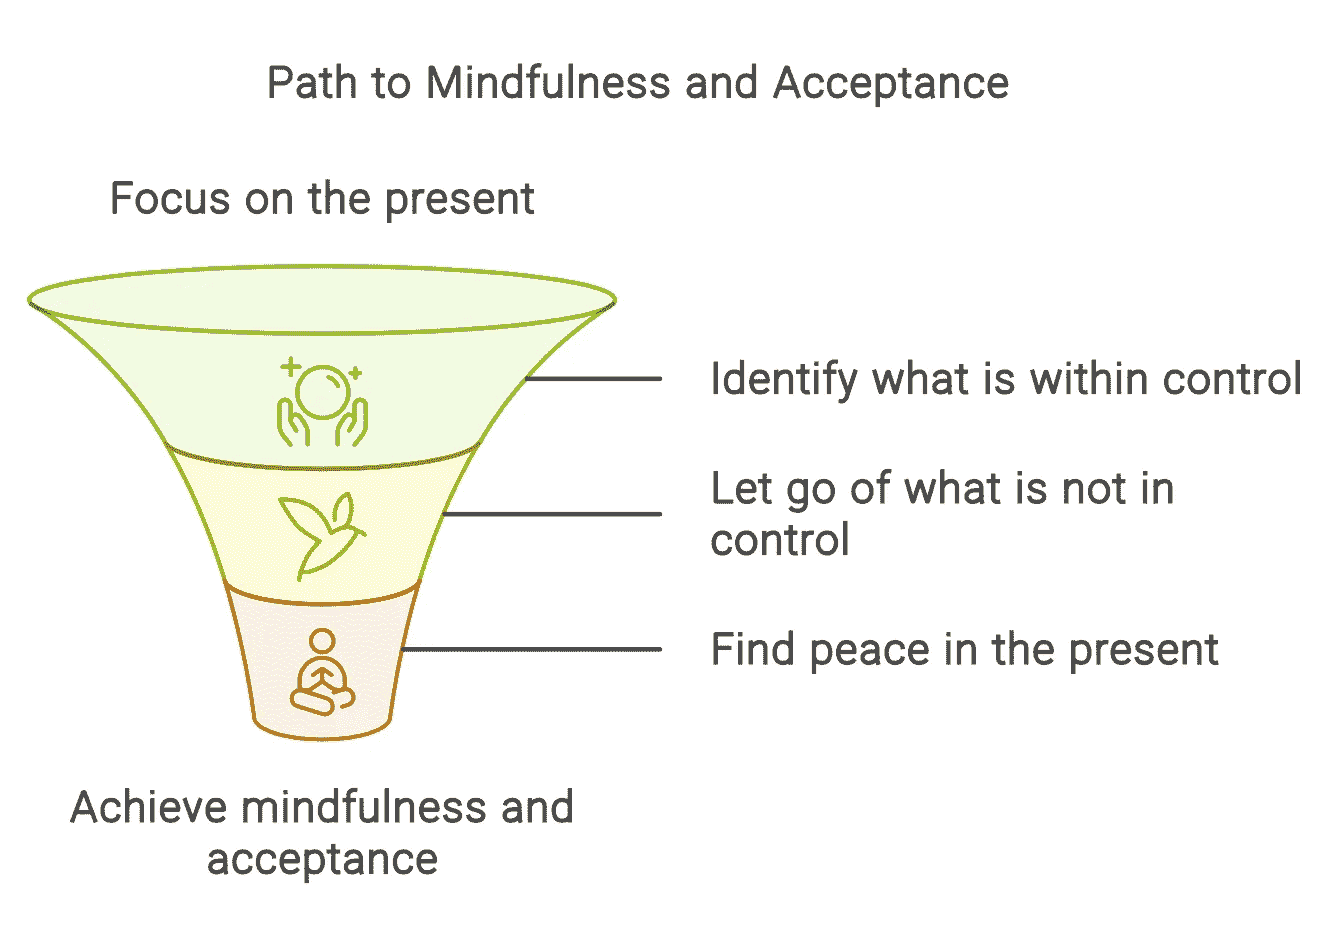 Path to Mindfulness and Acceptance
Focus on the present
Identify what is within control
Let go of what is not in
control
Find peace in the present
Achieve mindfulness and
acceptance